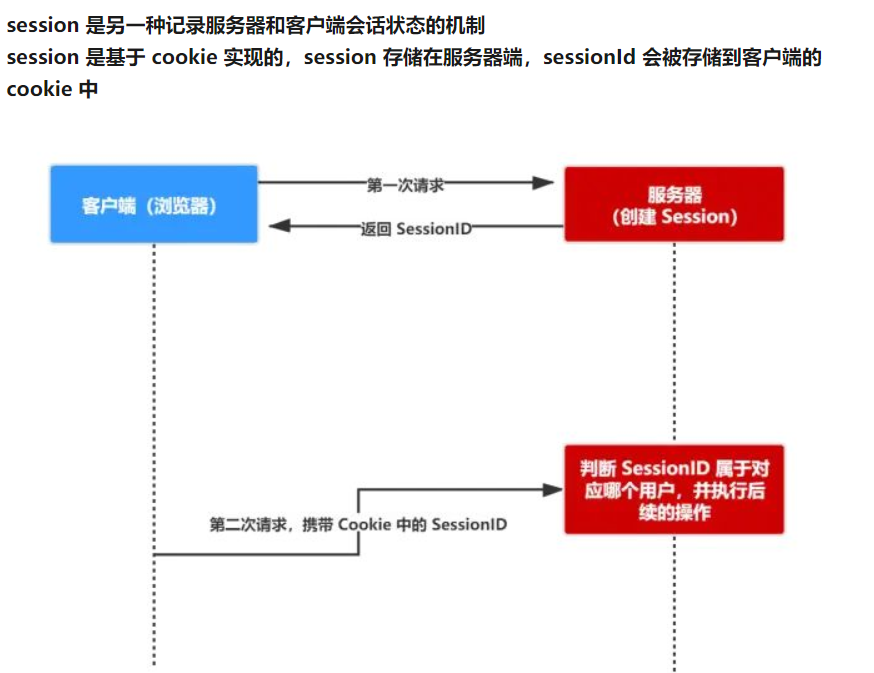 session 是另一种记录服务器和客户端会话状态的机制
session 是基于 cookie 实现的，session 存储在服务器端，sessionId 会被存储到客户端的
cookie 中
客户端（浏览器）
第一次请求
返回 SessionID
服务器
（创建 Session）
判断 SessionID 属于对
应哪个用户，并执行后
续的操作
第二次请求，携带 Cookie 中的 SessionID